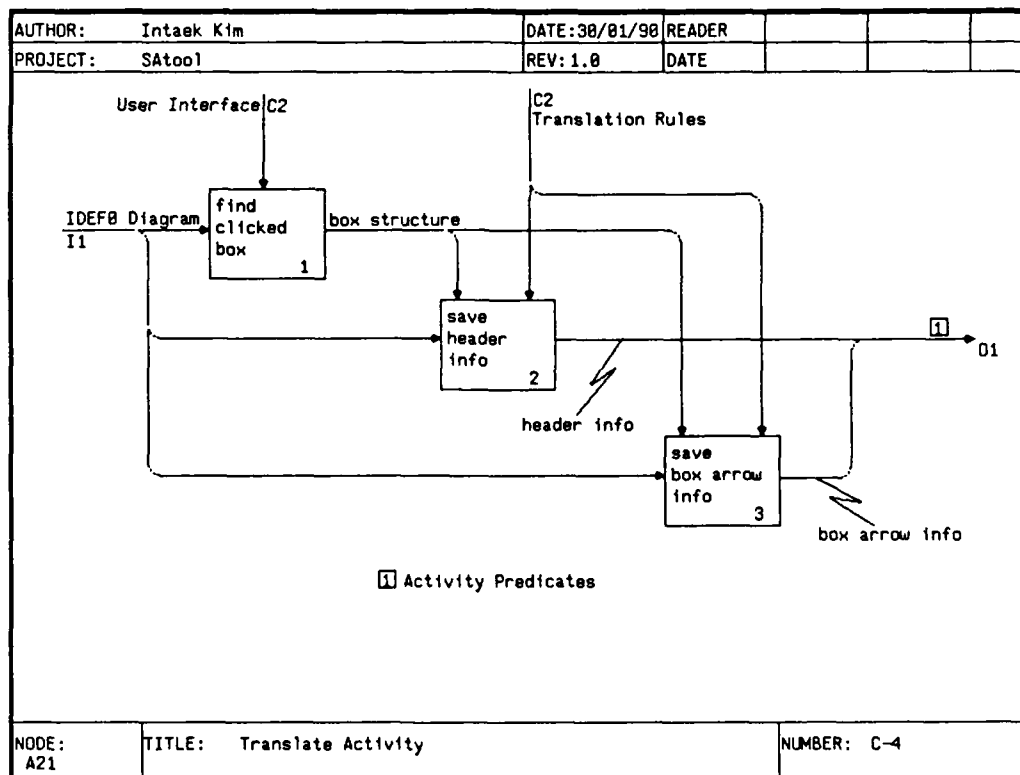 AUTHOR: Intaek Kim DATE:30/01/90 READER
PROJECT: SAtool REV:1.0 DATE
User Interface C2
C2
Translation Rules
IDEF0 Diagram
I1
find
clicked
box
1
box structure
save
header
info
2
1
O1
header info
save
box arrow
info
3
box arrow info
1 Activity Predicates
NODE: TITLE: Translate Activity NUMBER: C-4
A21